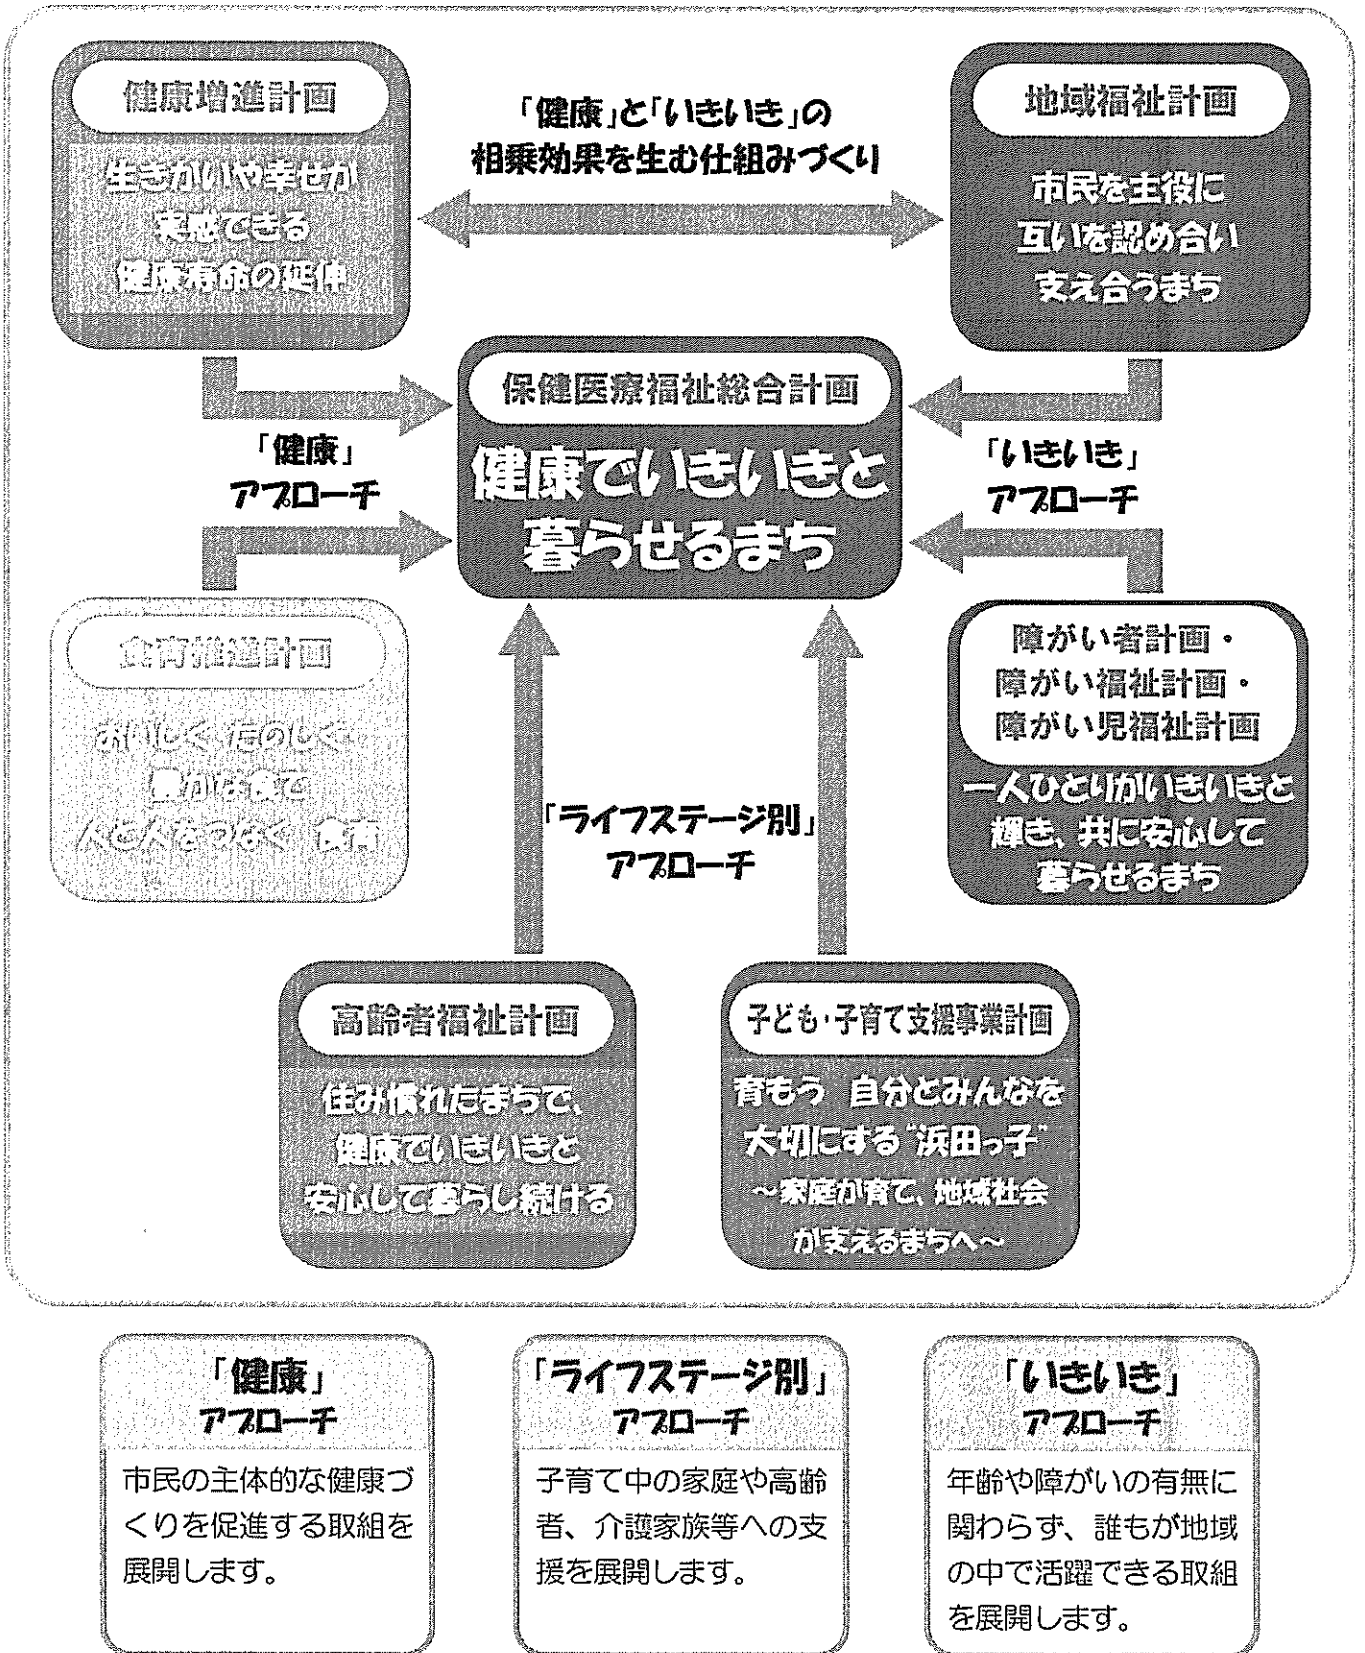 健康増進計画
生きがいや幸せが
実感できる
健康寿命の延伸
「健康」と「いきいき」の
相乗効果を生む仕組みづくり
地域福祉計画
市民を主役に
互いを認め合い
支え合うまち
保健医療福祉総合計画
健康でいきいきと
暮らせるまち
「健康」
アプローチ
「いきいき」
アプローチ
食育推進計画
おいしく、たのしく、
豊かな食で
人と人をつなぐ 食育
「ライフステージ別」
アプローチ
障がい者計画・
障がい福祉計画・
障がい児福祉計画
一人ひとりがいきいきと
輝き、共に安心して
暮らせるまち
高齢者福祉計画
住み慣れたまちで、
健康でいきいきと
安心して暮らし続ける
子ども・子育て支援事業計画
育もう 自分とみんなを
大切にする“浜田っ子”
～家庭が育て、地域社会
が支えるまちへ～
「健康」
アプローチ
市民の主体的な健康づ
くりを促進する取組を
展開します。
「ライフステージ別」
アプローチ
子育て中の家庭や高齢
者、介護家族等への支
援を展開します。
「いきいき」
アプローチ
年齢や障がいの有無に
関わらず、誰もが地域
の中で活躍できる取組
を展開します。